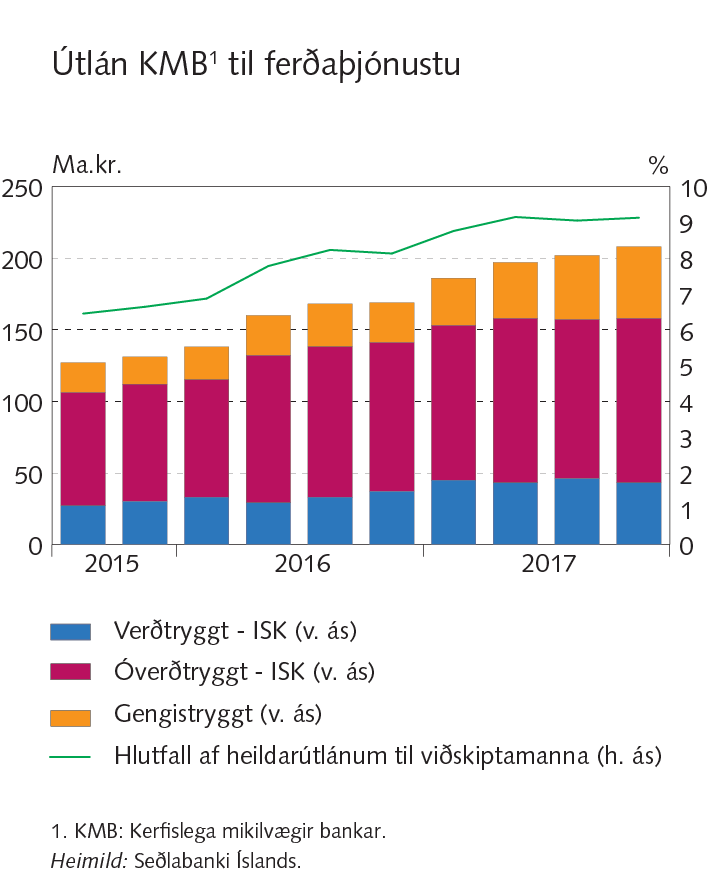 Útlán KMB¹ til ferðaþjónustu
Ma.kr. %
250 10
9
200 8
7
150 6
5
100 4
3
50 2
1
0 0
2015 2016 2017
Verðtryggt - ISK (v. ás)
Óverðtryggt - ISK (v. ás)
Gengistryggt (v. ás)
Hlutfall af heildarútlánum til viðskiptamanna (h. ás)
1. KMB: Kerfislega mikilvægir bankar.
Heimild: Seðlabanki Íslands.